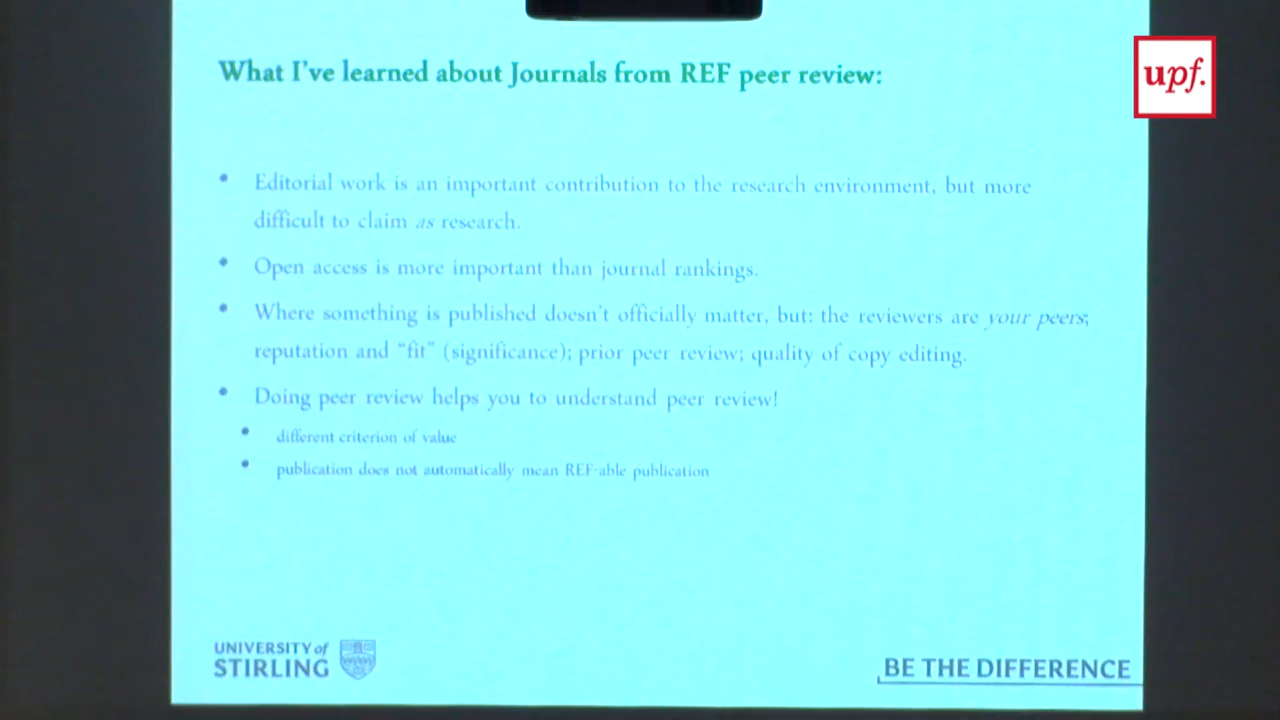 What I've learned about Journals from REF peer review:
upf.
• Editorial work is an important contribution to the research environment, but more
difficult to claim as research.
• Open access is more important than journal rankings.
• Where something is published doesn't officially matter, but: the reviewers are your peers;
reputation and “fit” (significance); prior peer review; quality of copy editing.
• Doing peer review helps you to understand peer review!
• different criterion of value
• publication does not automatically mean REF-able publication
UNIVERSITY of
STIRLING
BE THE DIFFERENCE